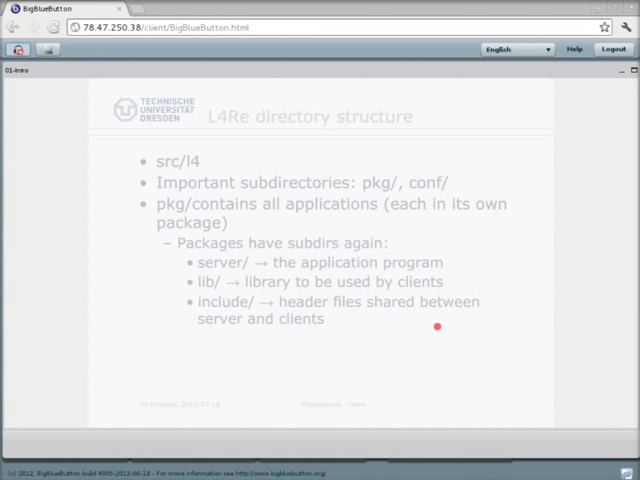 BigBlueButton
78.47.250.38/client/BigBlueButton.html
English
Help
Logout
01-Intro
TECHNISCHE
UNIVERSITÄT
DRESDEN
L4Re directory structure
• src/l4
• Important subdirectories: pkg/, conf/
• pkg/contains all applications (each in its own
package)
– Packages have subdirs again:
• server/ → the application program
• lib/ → library to be used by clients
• include/ → header files shared between
server and clients
TU Dresden, 2012-07-18
- Intro
(c) 2012, BigBlueButton build 4005-2012-06-18 - For more information see http://www.bigbluebutton.org/